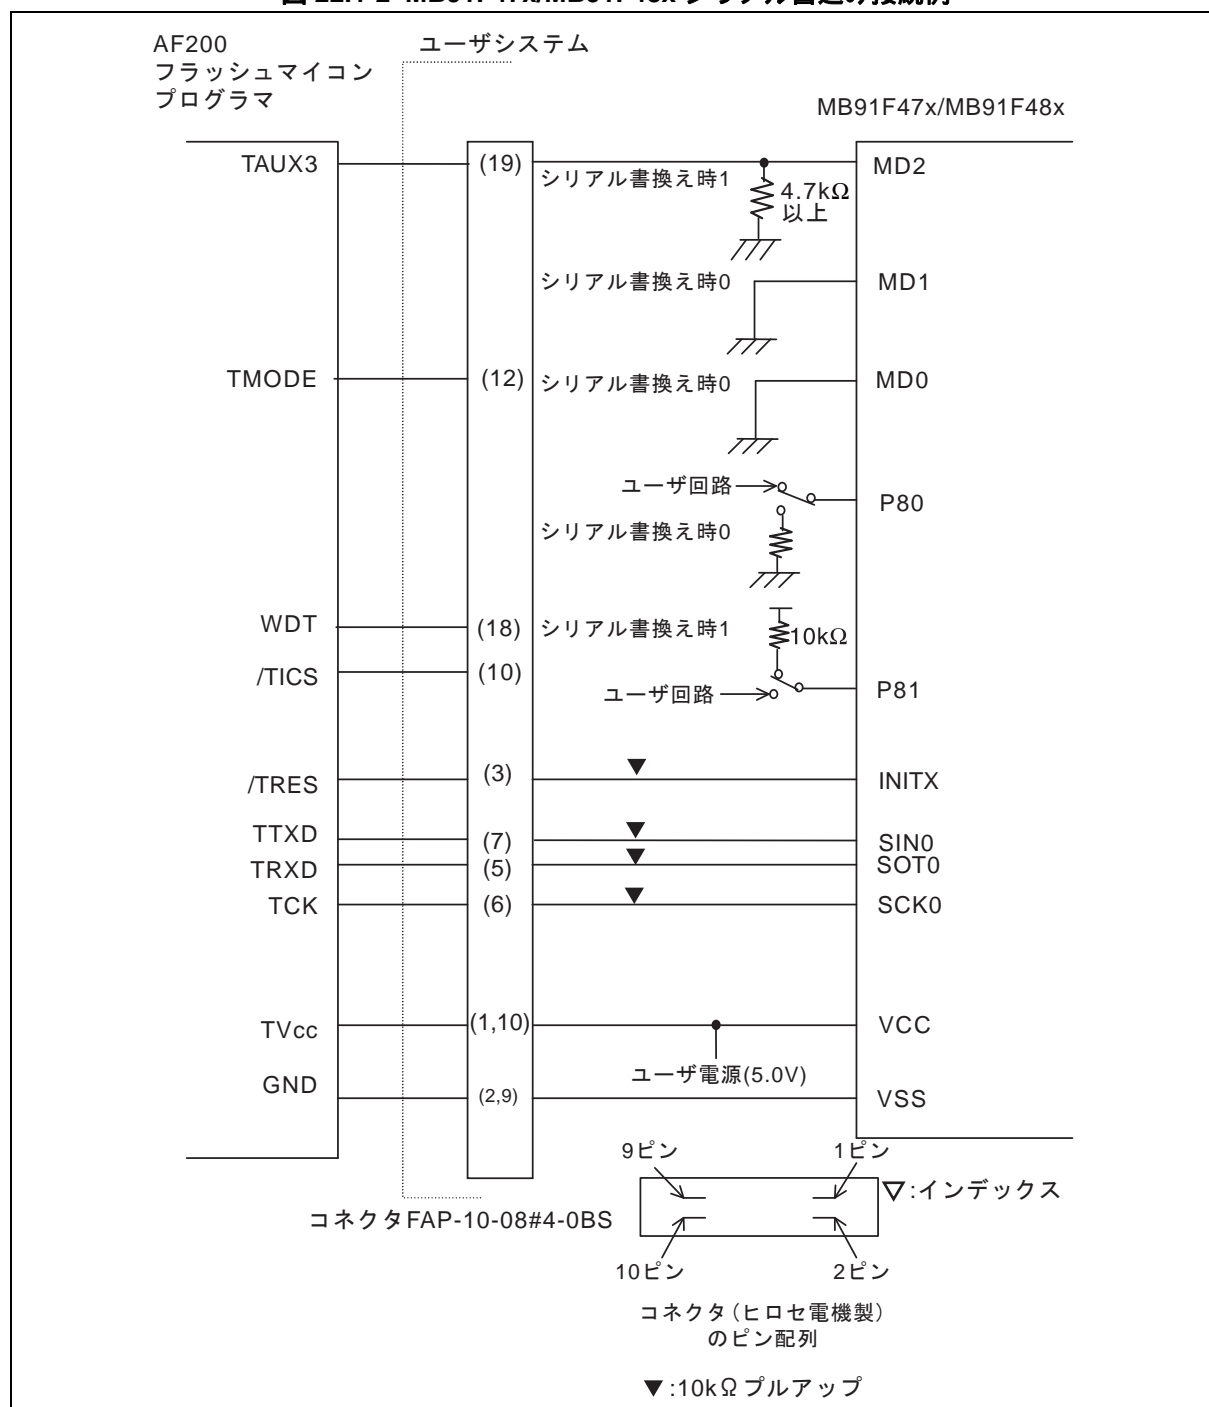 AF200
フラッシュマイコン
プログラマ
ユーザシステム
MB91F47x/MB91F48x
TAUX3
(19)
シリアル書換え時1
4.7kΩ
以上
MD2
シリアル書換え時0
MD1
TMODE
(12)
シリアル書換え時0
MD0
ユーザ回路
P80
シリアル書換え時0
WDT
(18)
シリアル書換え時1
10kΩ
/TICS
(10)
ユーザ回路
P81
/TRES
(3)
INITX
TTXD
(7)
SIN0
TRXD
(5)
SOT0
TCK
(6)
SCK0
TVcc
(1,10)
VCC
ユーザ電源(5.0V)
GND
(2,9)
VSS
9ピン
1ピン
▽:インデックス
コネクタFAP-10-08#4-0BS
10ピン
2ピン
コネクタ(ヒロセ電機製)
のピン配列
▼:10kΩ プルアップ